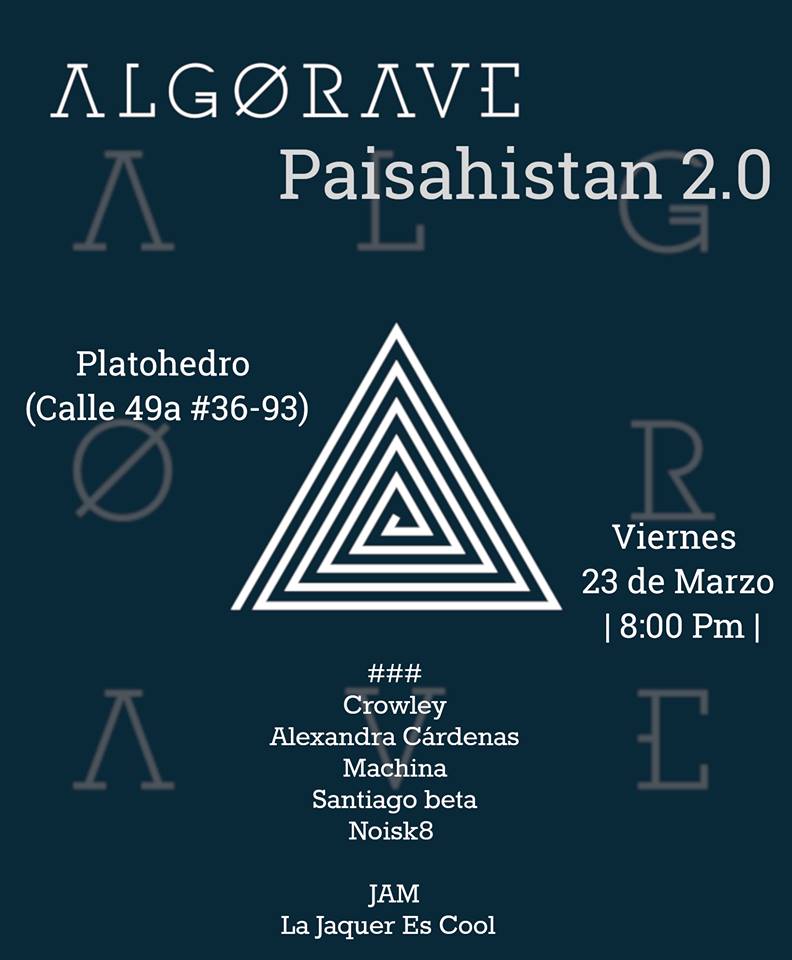 ΛLGØRΛVE
Paisahistan 2.0
Λ L G
Platohedro
(Calle 49a #36-93)
Ø R
Viernes
23 de Marzo
| 8:00 Pm |
###
Crowley
Alexandra Cárdenas
Machina
Santiago beta
Noisk8
Λ V E
JAM
La Jaquer Es Cool